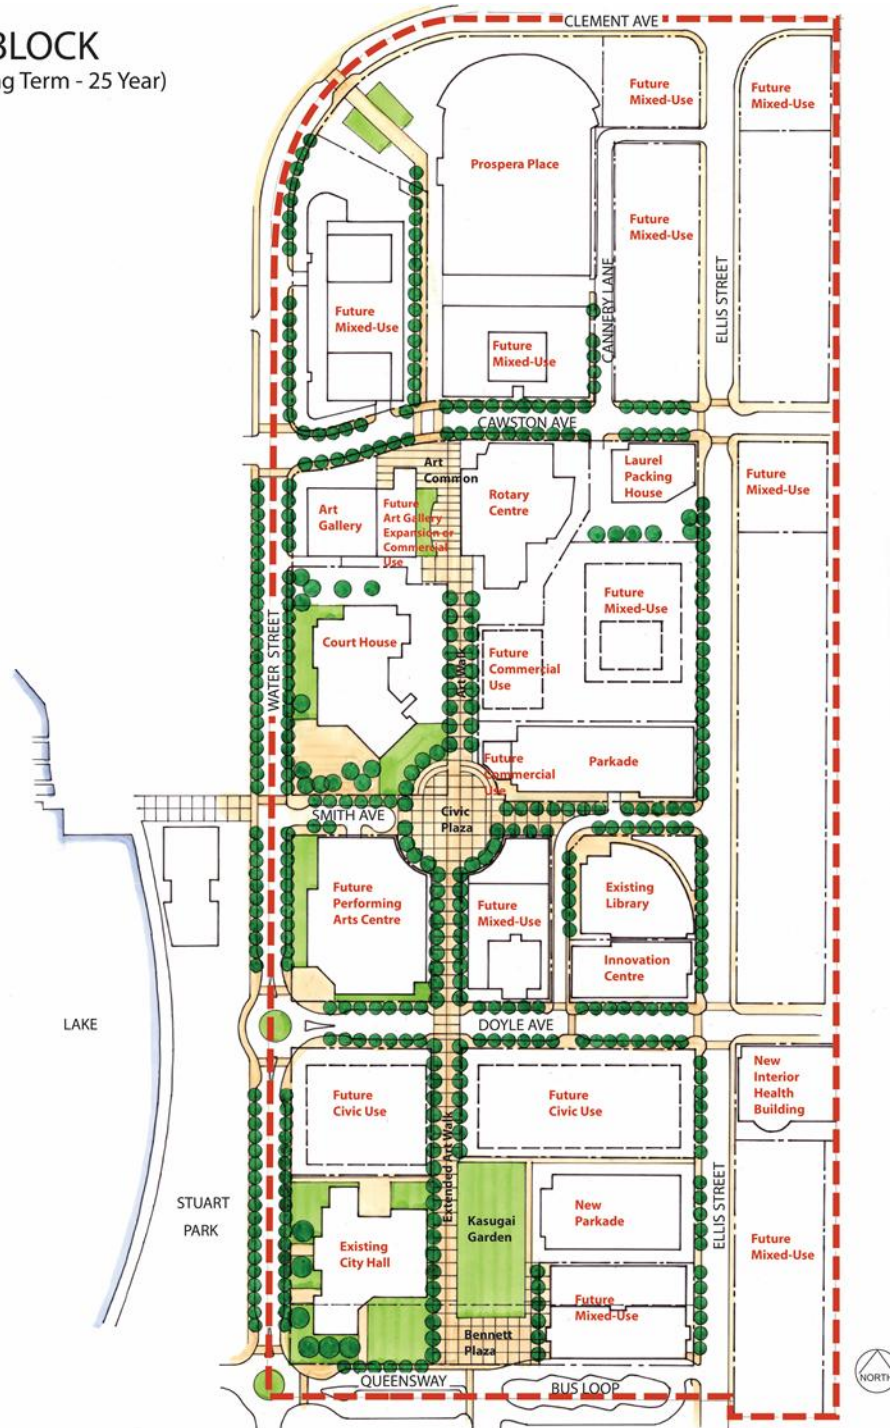 BLOCK
g Term - 25 Year)
CLEMENT AVE
Future
Mixed-Use
Future
Mixed-Use
Prospera Place
Future
Mixed-Use
CANNERY LANE
ELLIS STREET
Future
Mixed-Use
Future
Mixed-Use
CAWSTON AVE
Art
Common
Laurel
Packing
House
Future
Mixed-Use
Art
Gallery
Future
Art Gallery
Expansion or
Commercial
Use
Rotary
Centre
Future
Mixed-Use
WATER STREET
Court House
Art Walk
Future
Commercial
Use
Future
Commercial
Use
Parkade
SMITH AVE
Civic
Plaza
Future
Performing
Arts Centre
Future
Mixed-Use
Existing
Library
Innovation
Centre
LAKE
DOYLE AVE
New
Interior
Health
Building
Future
Civic Use
Future
Civic Use
Extended Art Walk
ELLIS STREET
STUART
PARK
Kasugai
Garden
New
Parkade
Existing
City Hall
Future
Mixed-Use
Future
Mixed-Use
Bennett
Plaza
QUEENSWAY
BUS LOOP
NORTH